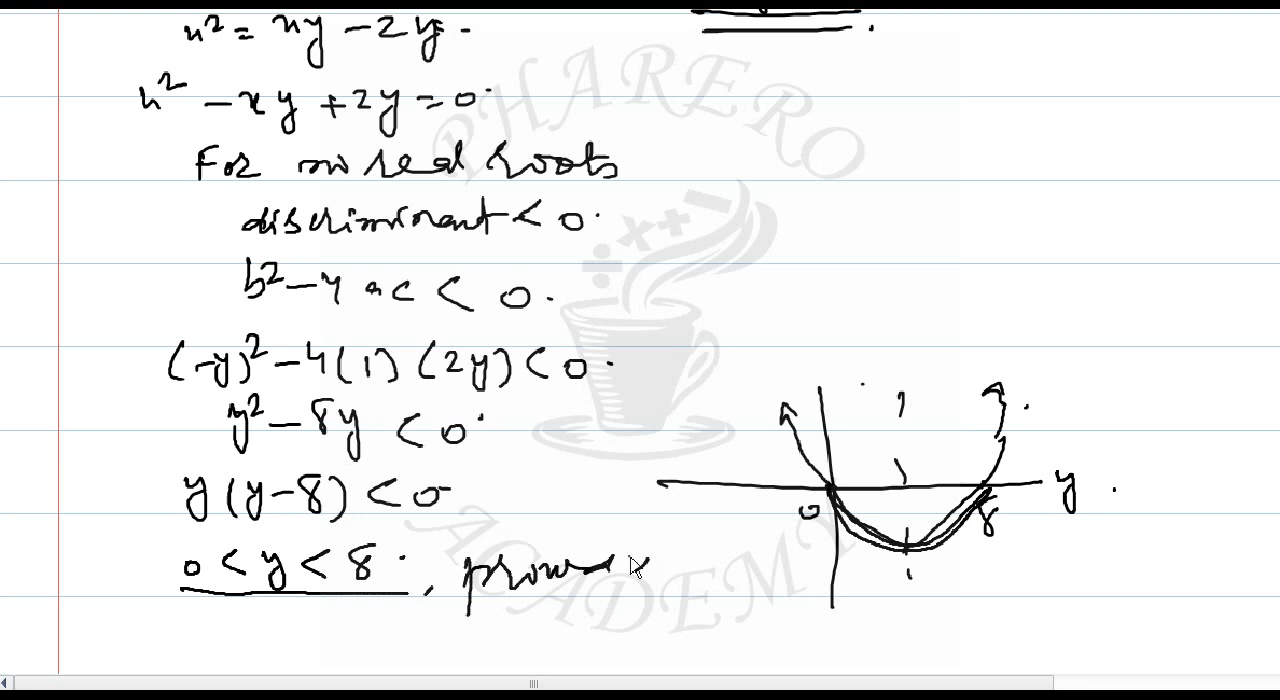 x² = xy - 2y.
x² - xy + 2y = 0.
For no real roots
discriminant < 0.
b² - 4ac < 0.
(-y)² - 4(1)(2y) < 0.
y² - 8y < 0.
y(y-8) < 0
0 < y < 8.,
0 8 y.
PHARERO
ACADEMY